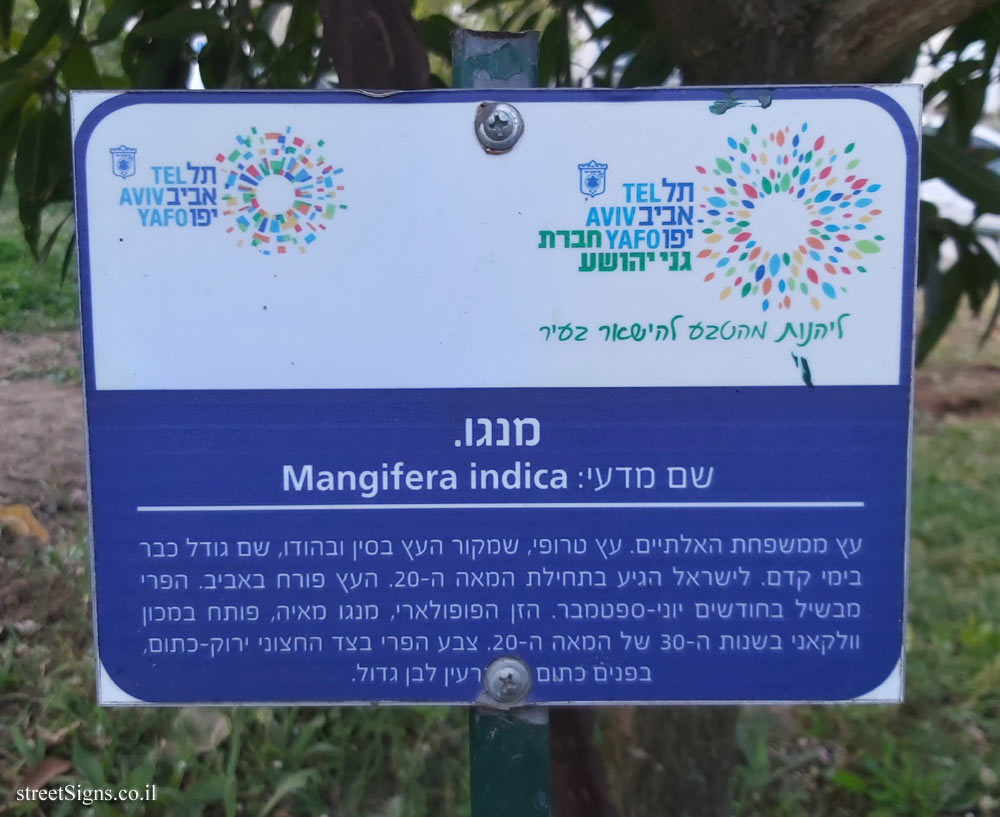 תל TEL
אביב AVIV
יפו YAFO
תל TEL
אביב AVIV
יפו YAFO חברת
גני יהושע
ליהנות מהטבע להישאר בעיר
מנגו.
שם מדעי: Mangifera indica
עץ ממשפחת האלתיים. עץ טרופי, שמקור העץ בסין ובהודו, שם גודל כבר
בימי קדם. לישראל הגיע בתחילת המאה ה-20. העץ פורח באביב. הפרי
מבשיל בחודשים יוני-ספטמבר. הזן הפופולארי, מנגו מאיה, פותח במכון
וולקאני בשנות ה-30 של המאה ה-20. צבע הפרי בצד החצוני ירוק-כתום,
בפנים כתום רעין לבן גדול.
streetSigns.co.il